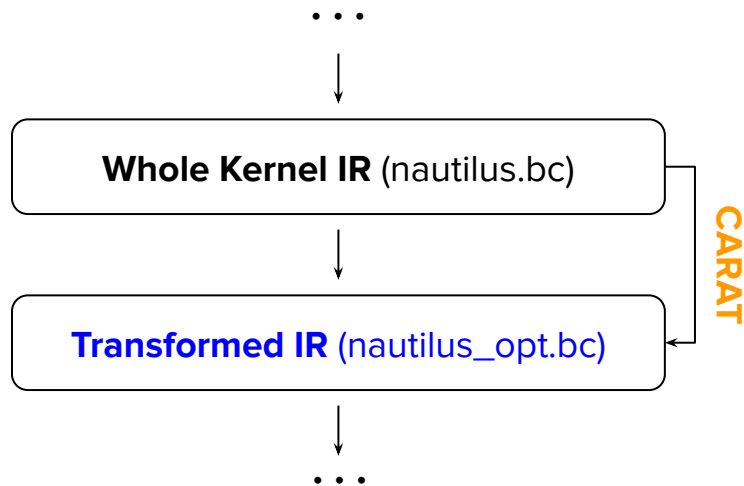 ...
Whole Kernel IR (nautilus.bc)
CARAT
Transformed IR (nautilus_opt.bc)
...